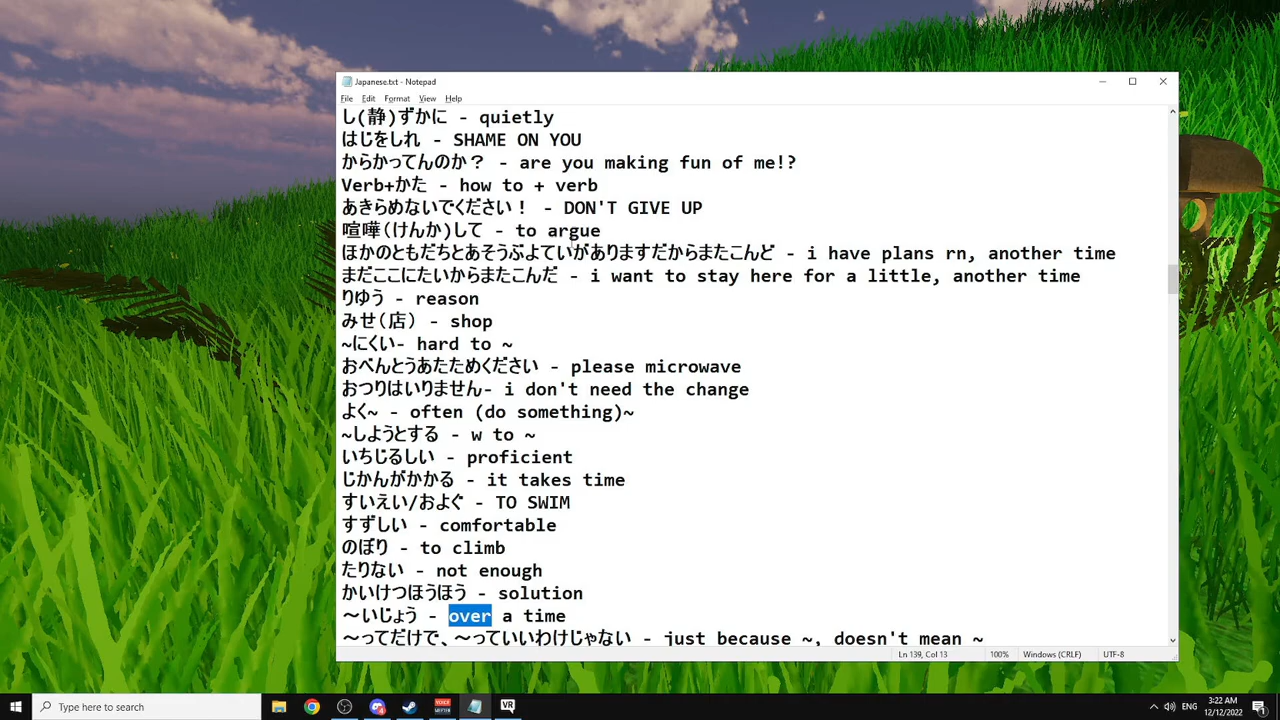 Japanese.txt - Notepad
File Edit Format View Help
し(静)ずかに - quietly
はじをしれ - SHAME ON YOU
からかってんのか？ - are you making fun of me!?
Verb+かた - how to + verb
あきらめないでください！ - DON'T GIVE UP
喧嘩（けんか)して - to argue
ほかのともだちとあそうぶよていがありますだからまたこんど - i have plans rn, another time
まだここにたいからまたこんだ - i want to stay here for a little, another time
りゆう - reason
みせ（店） - shop
~にくい- hard to ~
おべんとうあたためください - please microwave
おつりはいりません- i don't need the change
よく~ - often (do something)~
~しようとする - w to ~
いちじるしい - proficient
じかんがかかる - it takes time
すいえい/およぐ - TO SWIM
すずしい - comfortable
のぼり - to climb
たりない - not enough
かいけつほうほう - solution
～いじょう - over a time
～ってだけで、～っていいわけじゃない - just because ~, doesn't mean ~
Ln 139, Col 13 100% Windows (CRLF) UTF-8
Type here to search
VOICE MEETER
VR
ENG
3:22 AM
12/12/2022
1